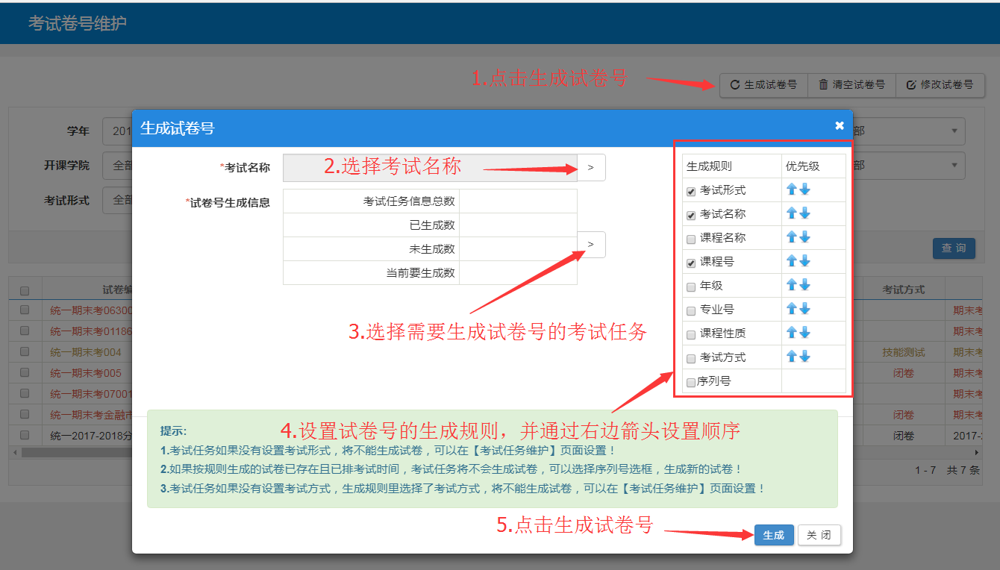 考试卷号维护
1.点击生成试卷号
生成试卷号 清空试卷号 修改试卷号
生成试卷号
学年 201
部
开课学院 全部
部
考试形式 全部
*考试名称 2.选择考试名称 >
*试卷号生成信息
考试任务信息总数
已生成数
未生成数
当前要生成数
>
3.选择需要生成试卷号的考试任务
生成规则 优先级
考试形式
考试名称
课程名称
课程号
年级
专业号
课程性质
考试方式
序列号
查 询
试卷编 考试方式
统一期末考06300 期末考
统一期末考01186 期末考
统一期末考004 技能测试 期末考
统一期末考005 闭卷 期末考
统一期末考07001 期末考
统一期末考金融市 闭卷 期末考
统一2017-2018分 闭卷 2017-
1 - 7 共 7 条
4.设置试卷号的生成规则，并通过右边箭头设置顺序
提示:
1.考试任务如果没有设置考试形式，将不能生成试卷，可以在【考试任务维护】页面设置！
2.如果按规则生成的试卷已存在且已排考试时间，考试任务将不会生成试卷，可以选择序列号选框，生成新的试卷！
3.考试任务如果没有设置考试方式，生成规则里选择了考试方式，将不能生成试卷，可以在【考试任务维护】页面设置！
5.点击生成试卷号
生成 关 闭